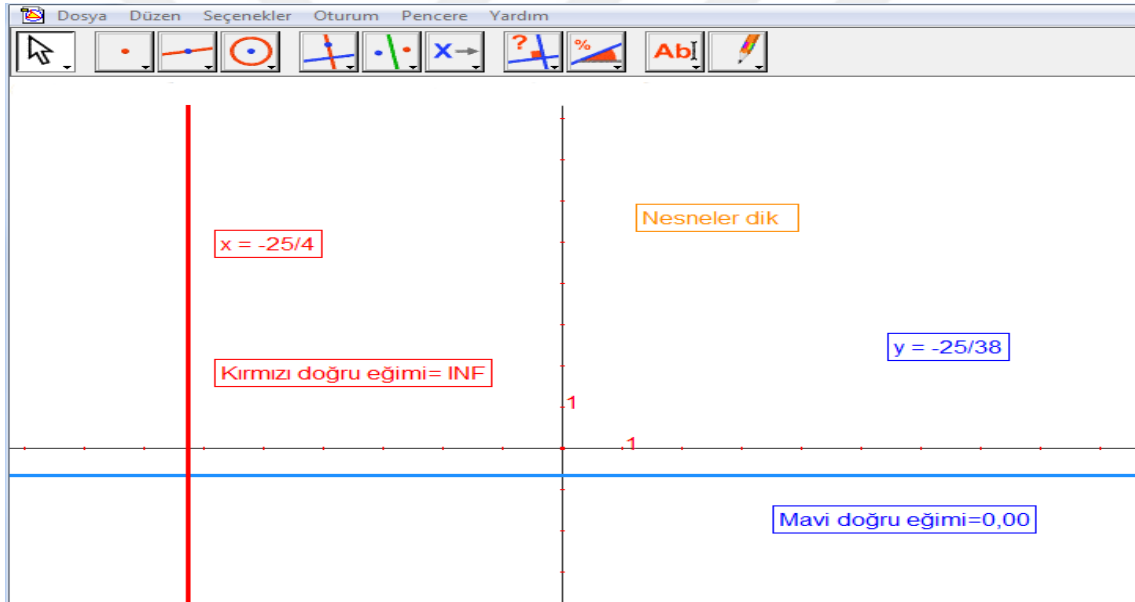 Dosya Düzen Seçenekler Oturum Pencere Yardım
? % Ab
Nesneler dik
x = -25/4
y = -25/38
Kırmızı doğru eğimi= INF
1
1
Mavi doğru eğimi=0,00